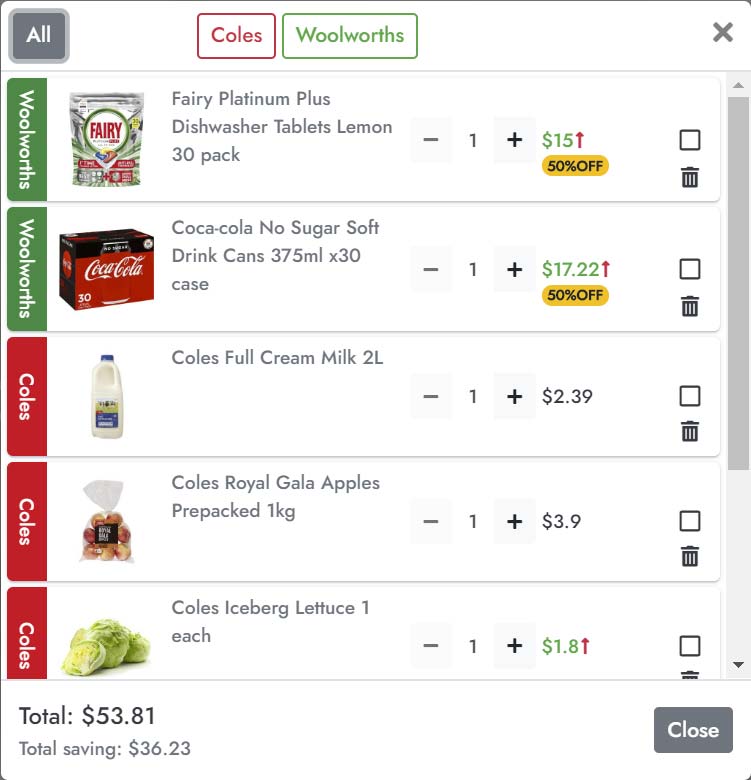 All
Coles
Woolworths
Woolworths
FAIRY
Fairy Platinum Plus
Dishwasher Tablets Lemon
30 pack
1
$15
50%OFF
Woolworths
NO SUGAR
Coca-Cola
30
Coca-cola No Sugar Soft
Drink Cans 375ml x30
case
1
$17.22
50%OFF
Coles
Coles Full Cream Milk 2L
1
$2.39
Coles
ROYAL
GALA
Coles Royal Gala Apples
Prepacked 1kg
1
$3.9
Coles
Coles Iceberg Lettuce 1
each
1
$1.8
Total: $53.81
Total saving: $36.23
Close